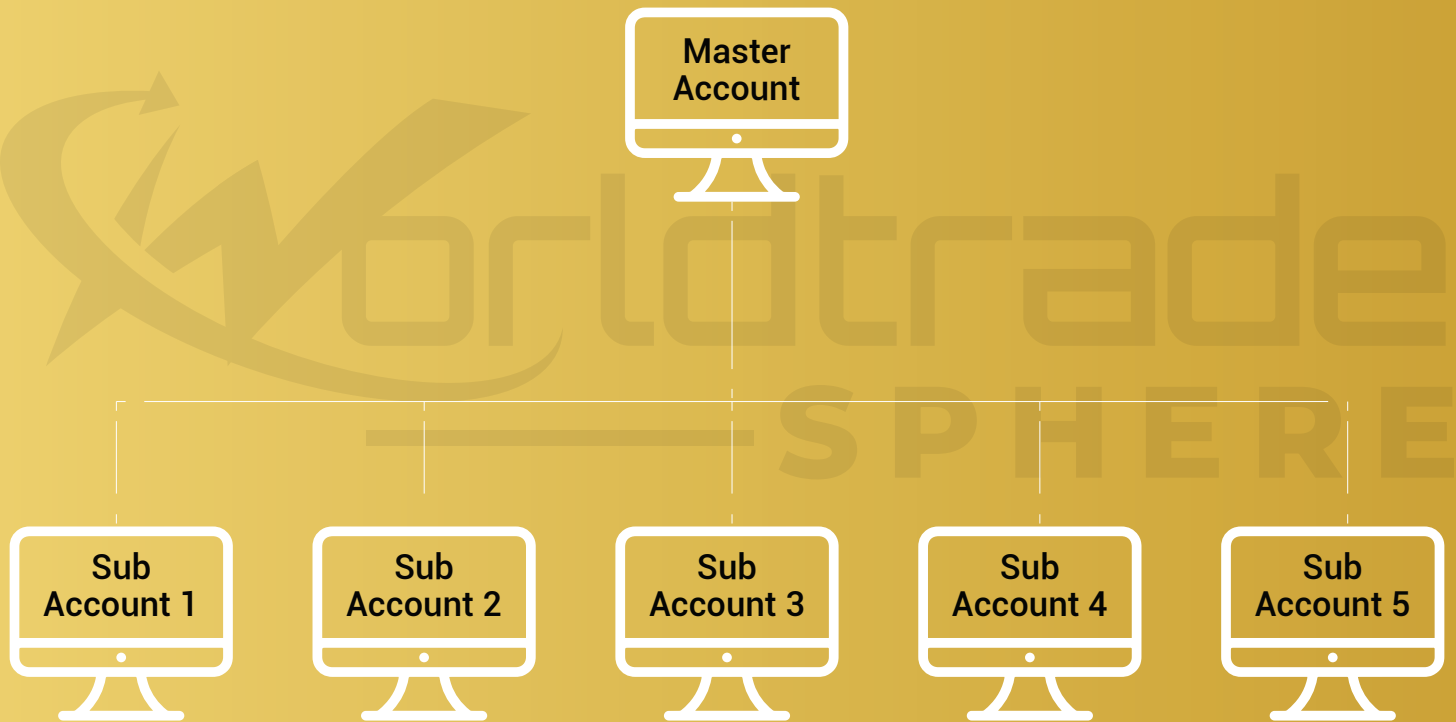 Master
Account
Worldtrade
SPHERE
Sub
Account 1
Sub
Account 2
Sub
Account 3
Sub
Account 4
Sub
Account 5